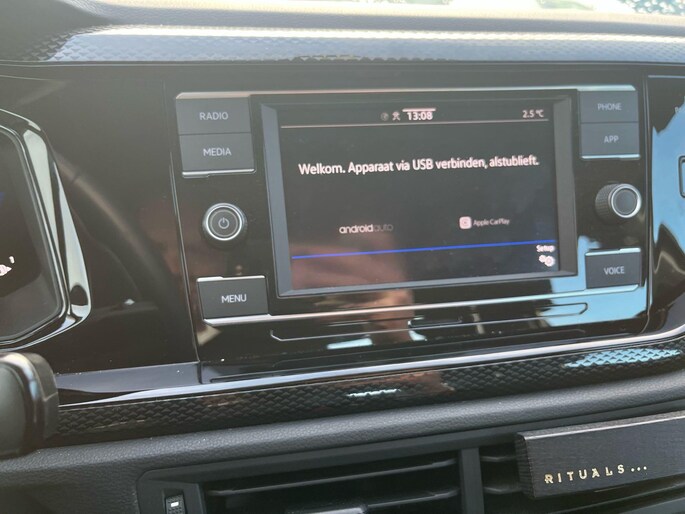 RADIO
MEDIA
MENU
13:08
2.5 °C
Welkom. Apparaat via USB verbinden, alstublieft.
androidauto
Apple CarPlay
Setup
PHONE
APP
VOICE
RITUALS...